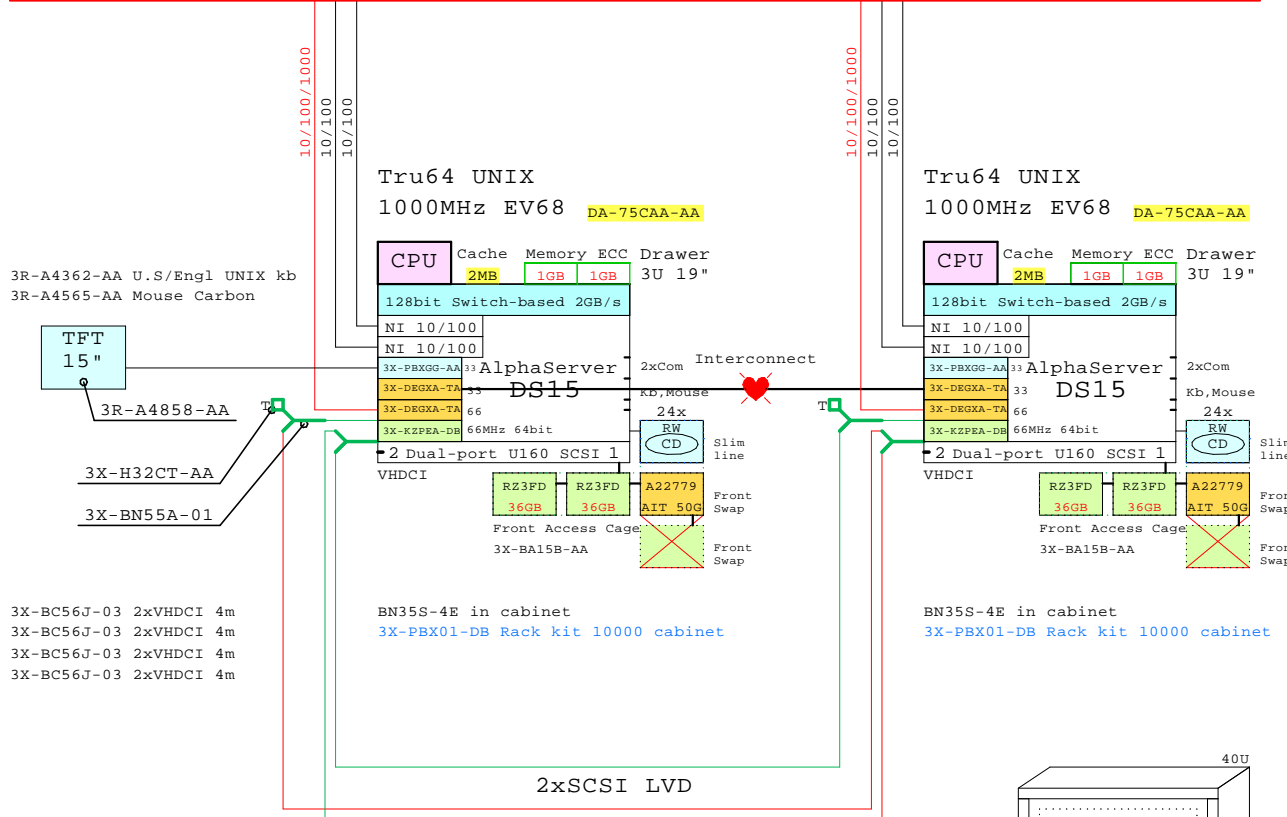 10/100/1000
10/100
10/100
10/100/1000
10/100
10/100
Tru64 UNIX
1000MHz EV68 DA-75CAA-AA
Tru64 UNIX
1000MHz EV68 DA-75CAA-AA
3R-A4362-AA U.S/Engl UNIX kb
3R-A4565-AA Mouse Carbon
TFT
15"
3R-A4858-AA
T
3X-H32CT-AA
3X-BN55A-01
CPU
Cache
2MB
Memory ECC
1GB 1GB
Drawer
3U 19"
128bit Switch-based 2GB/s
NI 10/100
NI 10/100
3X-PBXGG-AA 33
3X-DEGXA-TA 33
3X-DEGXA-TA 66
3X-KZPEA-DB 66MHz 64bit
AlphaServer
DS15
2xCom
Kb,Mouse
24x
RW
CD
Slim
line
2 Dual-port U160 SCSI 1
VHDCI
RZ3FD
36GB
RZ3FD
36GB
A22779
AIT 50G
Front
Swap
Front Access Cage
3X-BA15B-AA
Front
Swap
Interconnect
T
CPU
Cache
2MB
Memory ECC
1GB 1GB
Drawer
3U 19"
128bit Switch-based 2GB/s
NI 10/100
NI 10/100
3X-PBXGG-AA 33
3X-DEGXA-TA 33
3X-DEGXA-TA 66
3X-KZPEA-DB 66MHz 64bit
AlphaServer
DS15
2xCom
Kb,Mouse
24x
RW
CD
Slim
line
2 Dual-port U160 SCSI 1
VHDCI
RZ3FD
36GB
RZ3FD
36GB
A22779
AIT 50G
Front
Swap
Front Access Cage
3X-BA15B-AA
Front
Swap
3X-BC56J-03 2xVHDCI 4m
3X-BC56J-03 2xVHDCI 4m
3X-BC56J-03 2xVHDCI 4m
3X-BC56J-03 2xVHDCI 4m
BN35S-4E in cabinet
3X-PBX01-DB Rack kit 10000 cabinet
BN35S-4E in cabinet
3X-PBX01-DB Rack kit 10000 cabinet
2xSCSI LVD
40U